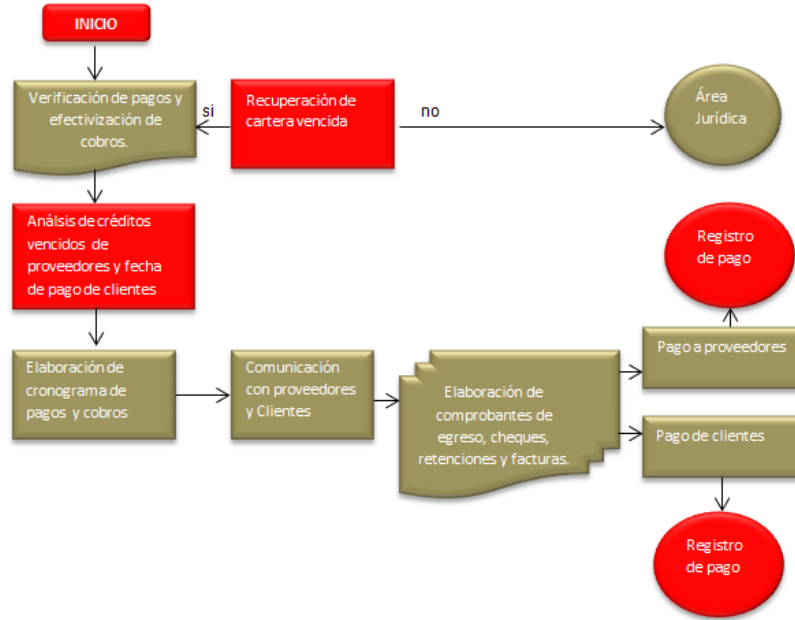 INICIO
Verificación de pagos y
efectivización de
cobros.
si
Recuperación de
cartera vencida
no
Área
Jurídica
Análsis de créditos
vencidos de
proveedores y fecha
de pago de clientes
Registro
de pago
Elaboración de
cronograma de
pagos y cobros
Comunicación
con proveedores
y Clientes
Elaboración de
comprobantes de
egreso, cheques,
retenciones y facturas.
Pago a proveedores
Pago de clientes
Registro
de pago